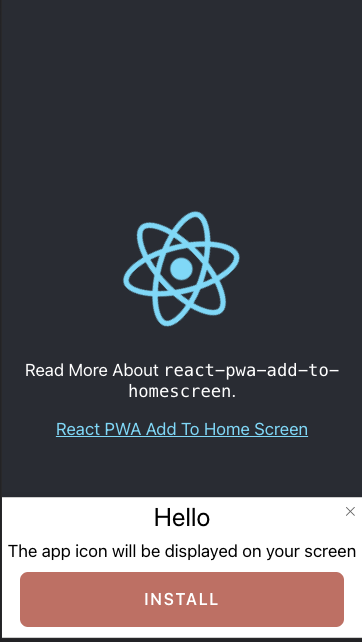 Read More About react-pwa-add-to-
homescreen.
React PWA Add To Home Screen
Hello
The app icon will be displayed on your screen
INSTALL